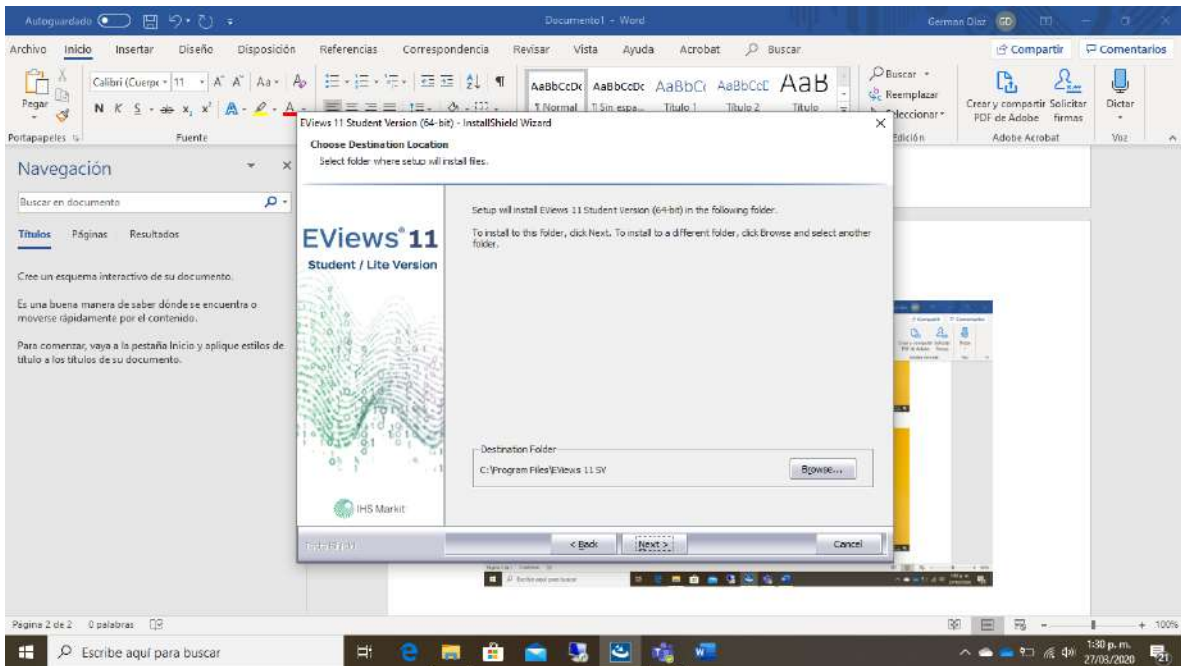 Autoguardado
Documento1 - Word
German Diaz
GD
Archivo Inicio Insertar Diseño Disposición Referencias Correspondencia Revisar Vista Ayuda Acrobat Buscar
Compartir Comentarios
Pegar
Calibri (Cuerpo 11
N K S
AaBbCcDc AaBbCcDc AaBbCc AaBbCcC AaB
1 Normal 1 Sin espa... Título 1 Título 2 Título
Buscar
Reemplazar
Seleccionar
Crear y compartir PDF de Adobe
Solicitar firmas
Dictar
Portapapeles Fuente Edición Adobe Acrobat Voz
Navegación
Buscar en documento
Títulos Páginas Resultados
Cree un esquema interactivo de su documento.
Es una buena manera de saber dónde se encuentra o
moverse rápidamente por el contenido.
Para comenzar, vaya a la pestaña Inicio y aplique estilos de
título a los títulos de su documento.
EViews 11 Student Version (64-bit) - InstallShield Wizard
Choose Destination Location
Select folder where setup will install files.
EViews®11
Student / Lite Version
IHS Markit
Setup will install EViews 11 Student Version (64-bit) in the following folder.
To install to this folder, click Next. To install to a different folder, click Browse and select another
folder.
Destination Folder
C:\Program Files\EViews 11 SV
Browse...
InstallShield
< Back Next > Cancel
Página 2 de 2 0 palabras
100%
Escribe aquí para buscar
1:30 p. m.
27/03/2020
21